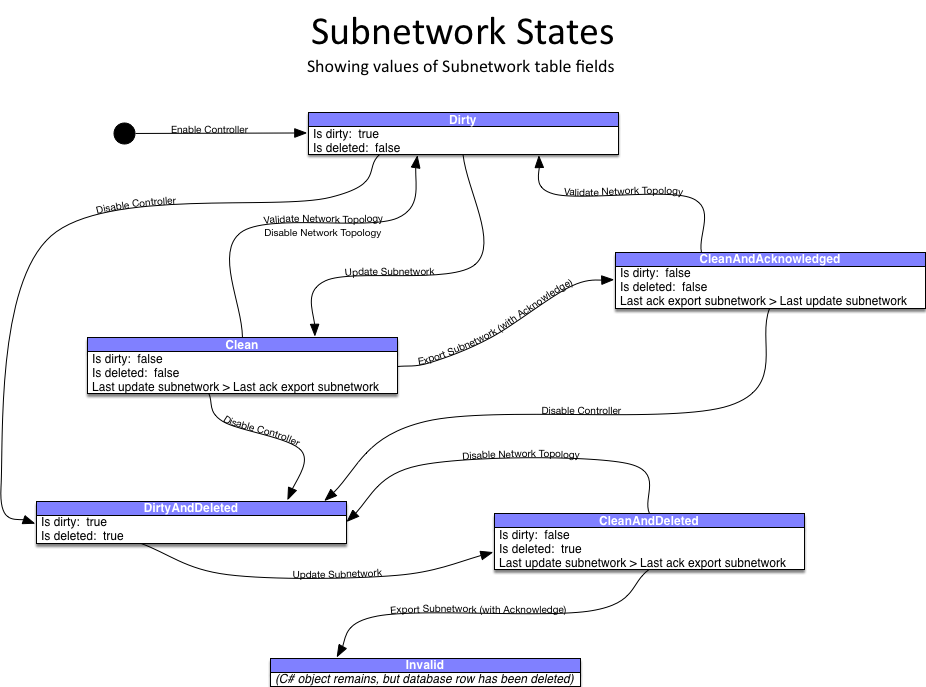 Subnetwork States
Showing values of Subnetwork table fields
Dirty
Enable Controller
Is dirty:  true
Is deleted:  false
Disable Controller
Validate Network Topology
Disable Network Topology
Validate Network Topology
Update Subnetwork
CleanAndAcknowledged
Is dirty:  false
Is deleted:  false
Last ack export subnetwork > Last update subnetwork
Export Subnetwork (with Acknowledge)
Clean
Is dirty:  false
Is deleted:  false
Last update subnetwork > Last ack export subnetwork
Disable Controller
Disable Controller
Disable Network Topology
DirtyAndDeleted
Is dirty:  true
Is deleted:  true
CleanAndDeleted
Is dirty:  false
Is deleted:  true
Last update subnetwork > Last ack export subnetwork
Update Subnetwork
Export Subnetwork (with Acknowledge)
Invalid
(C# object remains, but database row has been deleted)